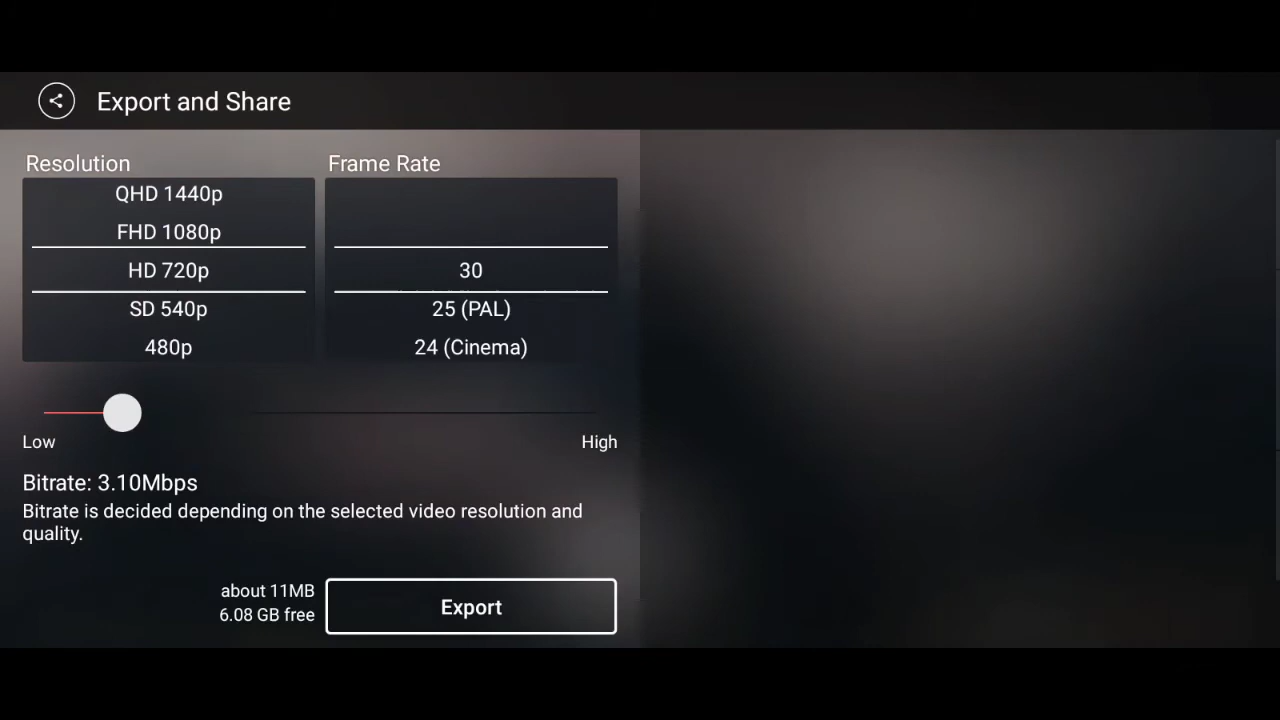 Export and Share
Resolution
Frame Rate
QHD 1440p
FHD 1080p
HD 720p
SD 540p
480p
30
25 (PAL)
24 (Cinema)
Low
High
Bitrate: 3.10Mbps
Bitrate is decided depending on the selected video resolution and
quality.
about 11MB
6.08 GB free
Export